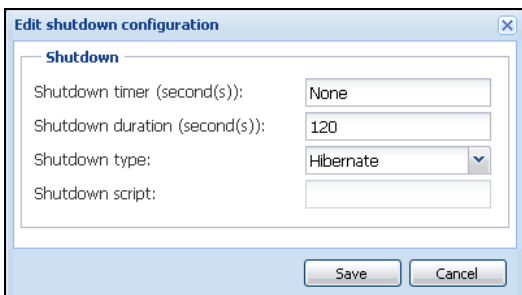 Edit shutdown configuration
Shutdown
Shutdown timer (second(s)): None
Shutdown duration (second(s)): 120
Shutdown type: Hibernate
Shutdown script:
Save Cancel